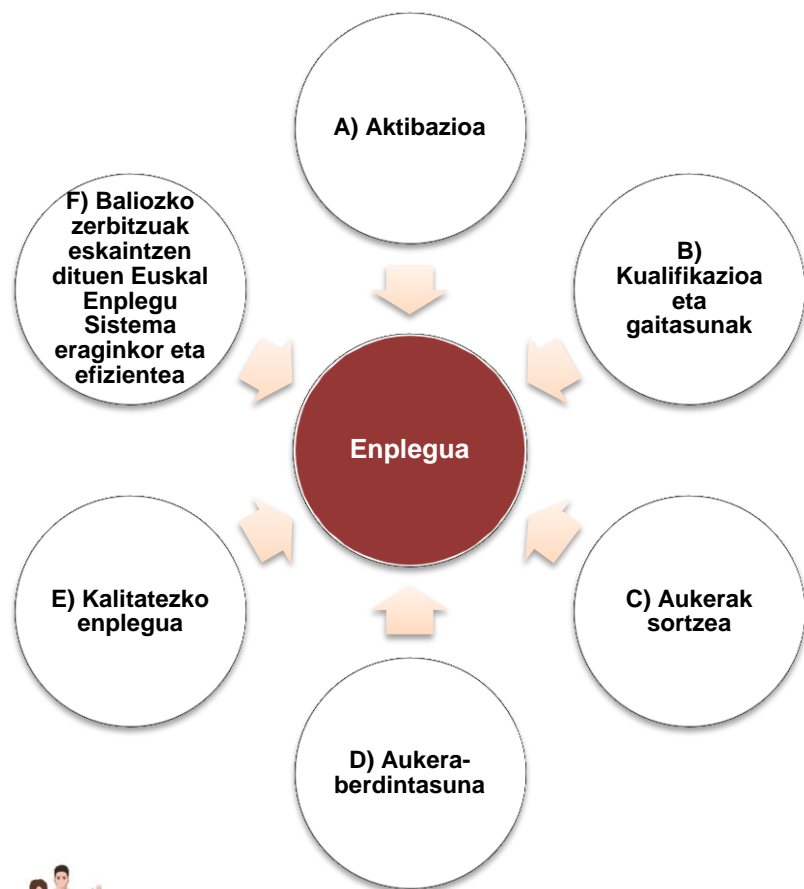 A) Aktibazioa
B)
Kualifikazioa
eta
gaitasunak
C) Aukerak
sortzea
D) Aukera-
berdintasuna
E) Kalitatezko
enplegua
F) Baliozko
zerbitzuak
eskaintzen
dituen Euskal
Enplegu
Sistema
eraginkor eta
efizientea
Enplegua